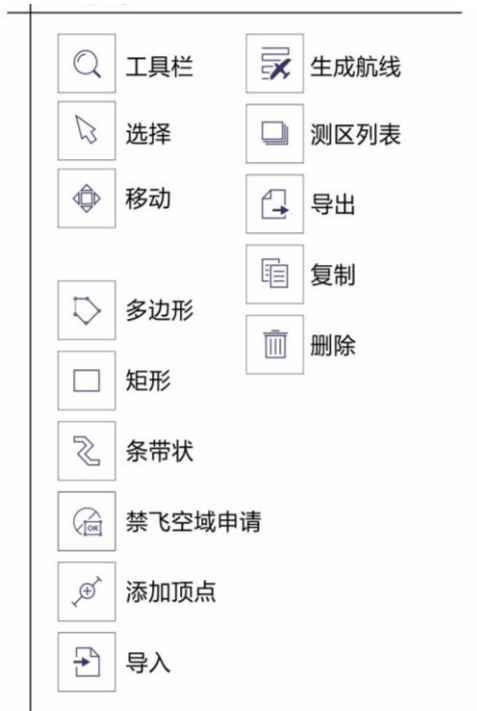 工具栏
选择
移动
多边形
矩形
条带状
禁飞空域申请
OK
添加顶点
导入
生成航线
测区列表
导出
复制
删除